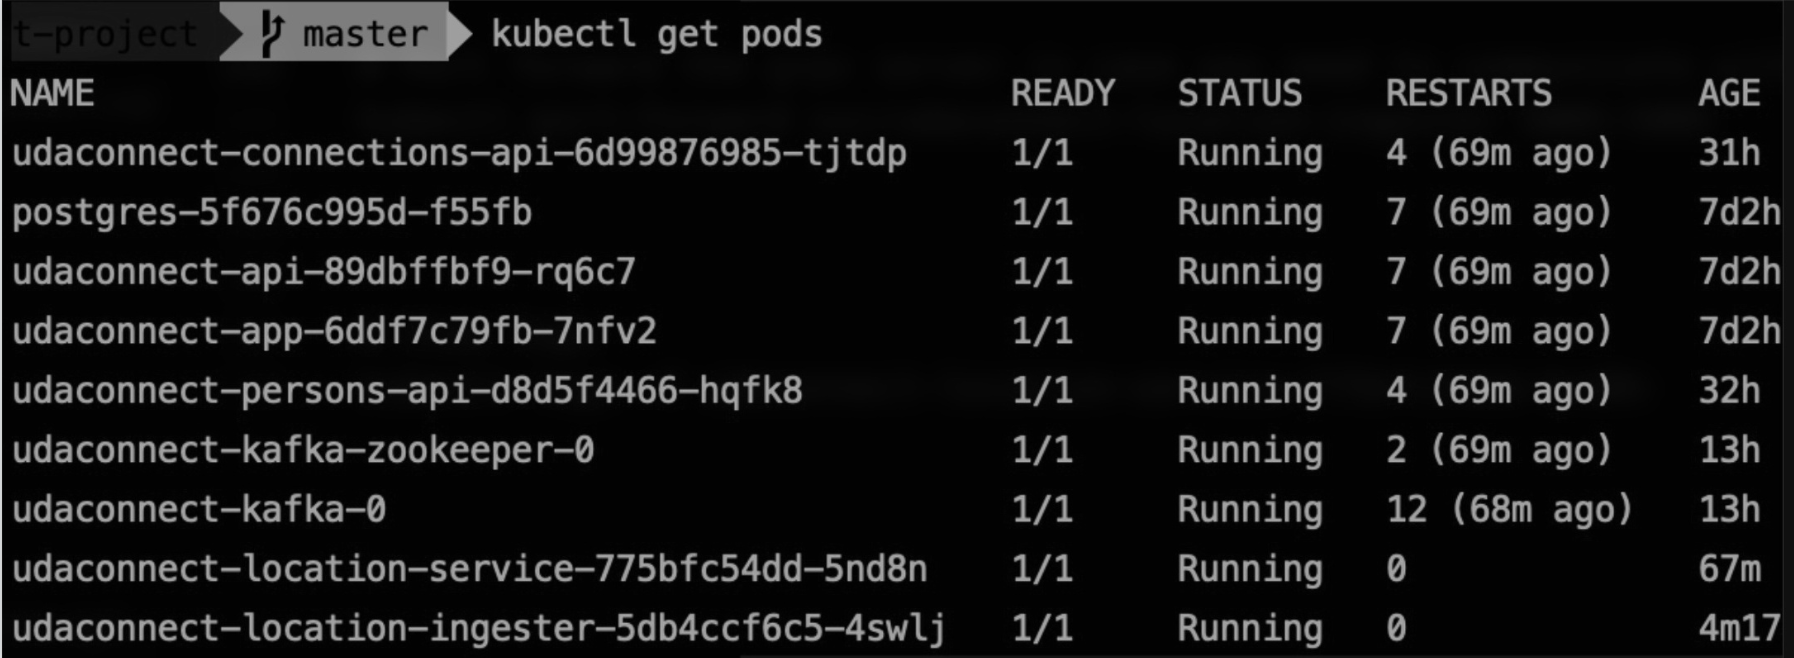 t-project master kubectl get pods
NAME READY STATUS RESTARTS AGE
udaconnect-connections-api-6d99876985-tjtdp 1/1 Running 4 (69m ago) 31h
postgres-5f676c995d-f55fb 1/1 Running 7 (69m ago) 7d2h
udaconnect-api-89dbffbf9-rq6c7 1/1 Running 7 (69m ago) 7d2h
udaconnect-app-6ddf7c79fb-7nfv2 1/1 Running 7 (69m ago) 7d2h
udaconnect-persons-api-d8d5f4466-hqfk8 1/1 Running 4 (69m ago) 32h
udaconnect-kafka-zookeeper-0 1/1 Running 2 (69m ago) 13h
udaconnect-kafka-0 1/1 Running 12 (68m ago) 13h
udaconnect-location-service-775bfc54dd-5nd8n 1/1 Running 0 67m
udaconnect-location-ingester-5db4ccf6c5-4swlj 1/1 Running 0 4m17